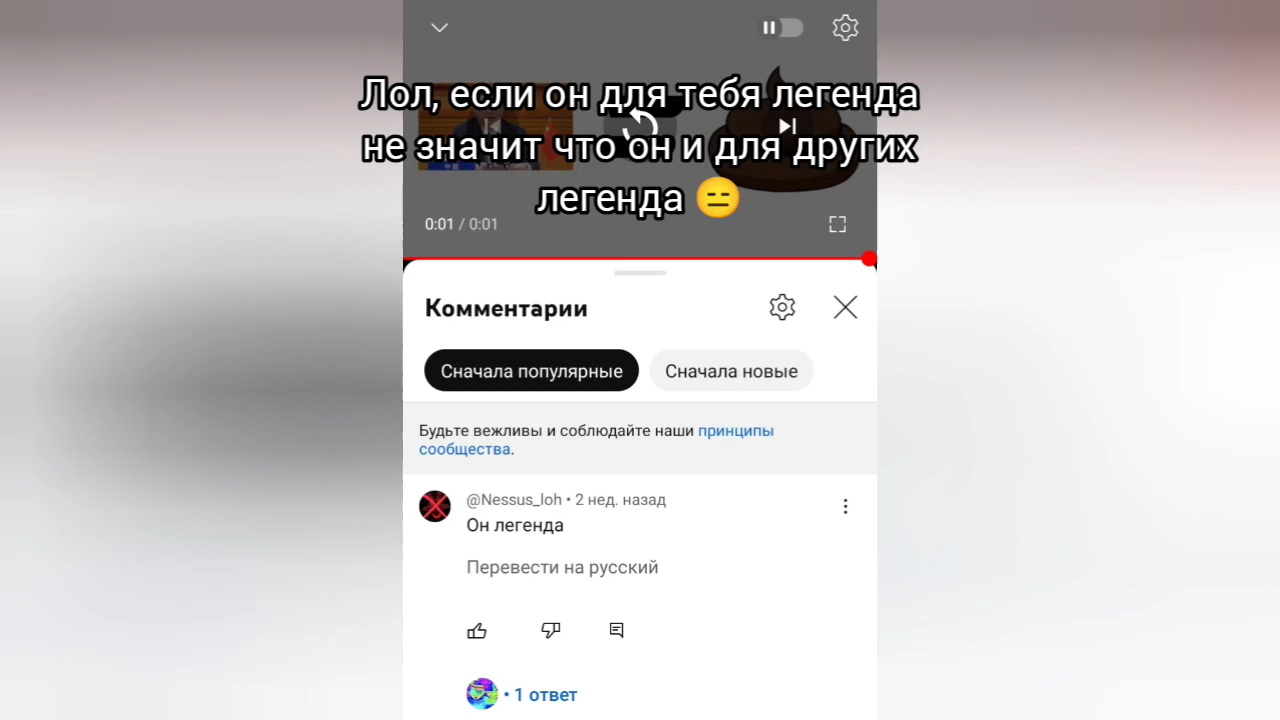 Лол, если он для тебя легенда
не значит что он и для других
легенда 😑
0:01 / 0:01
Комментарии
Сначала популярные
Сначала новые
Будьте вежливы и соблюдайте наши принципы
сообщества.
@Nessus_loh • 2 нед. назад
Он легенда
Перевести на русский
• 1 ответ